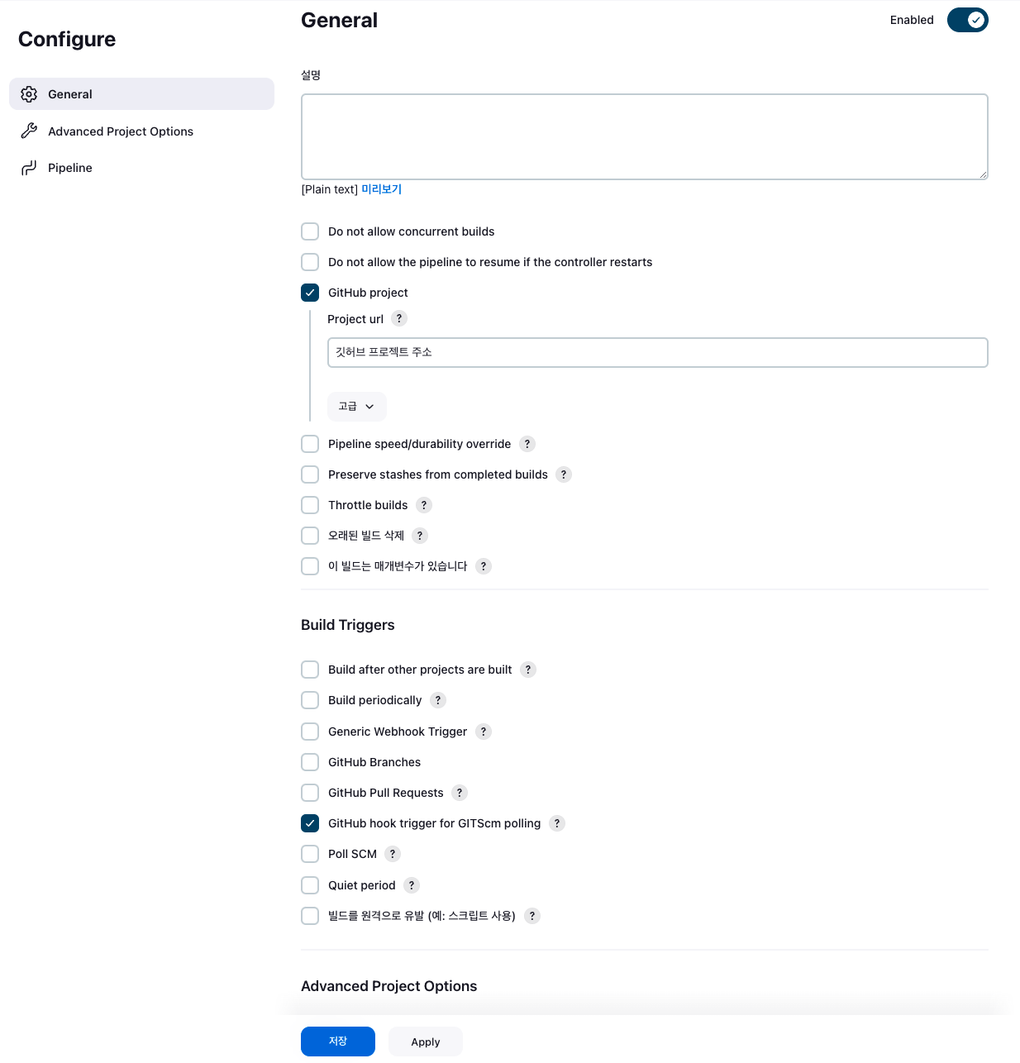 Configure
General
Advanced Project Options
Pipeline
General
Enabled
설명
[Plain text] 미리보기
Do not allow concurrent builds
Do not allow the pipeline to resume if the controller restarts
GitHub project
Project url ?
깃허브 프로젝트 주소
고급
Pipeline speed/durability override ?
Preserve stashes from completed builds ?
Throttle builds ?
오래된 빌드 삭제 ?
이 빌드는 매개변수가 있습니다 ?
Build Triggers
Build after other projects are built ?
Build periodically ?
Generic Webhook Trigger ?
GitHub Branches
GitHub Pull Requests ?
GitHub hook trigger for GITScm polling ?
Poll SCM ?
Quiet period ?
빌드를 원격으로 유발 (예: 스크립트 사용) ?
Advanced Project Options
저장 Apply